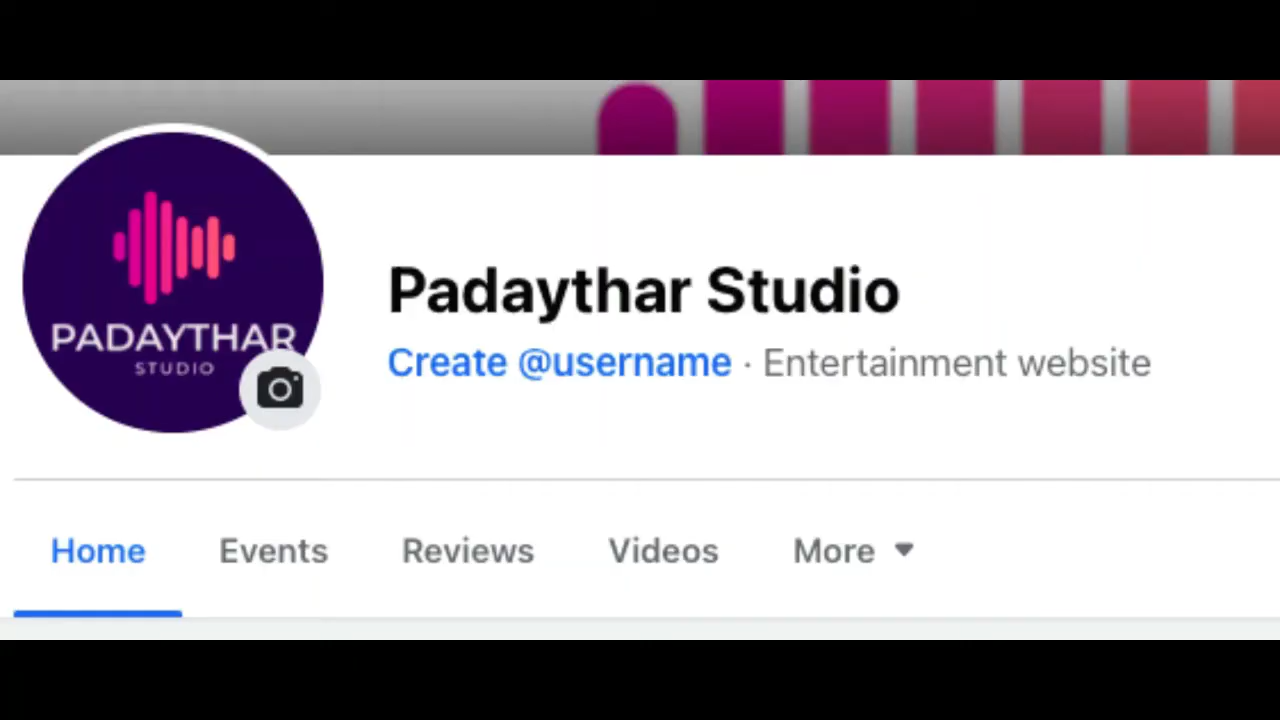 PADAYTHAR
STUDIO
Padaythar Studio
Create @username · Entertainment website
Home Events Reviews Videos More